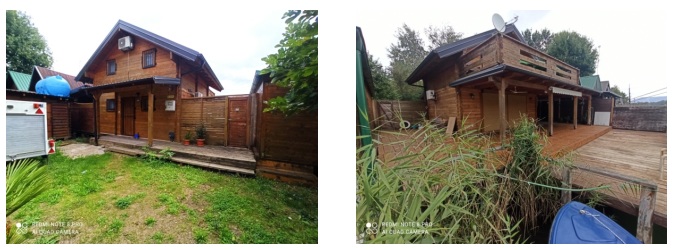 REDMI NOTE 8 PRO
AI QUAD CAMERA
REDMI NOTE 8 PRO
AI QUAD CAMERA